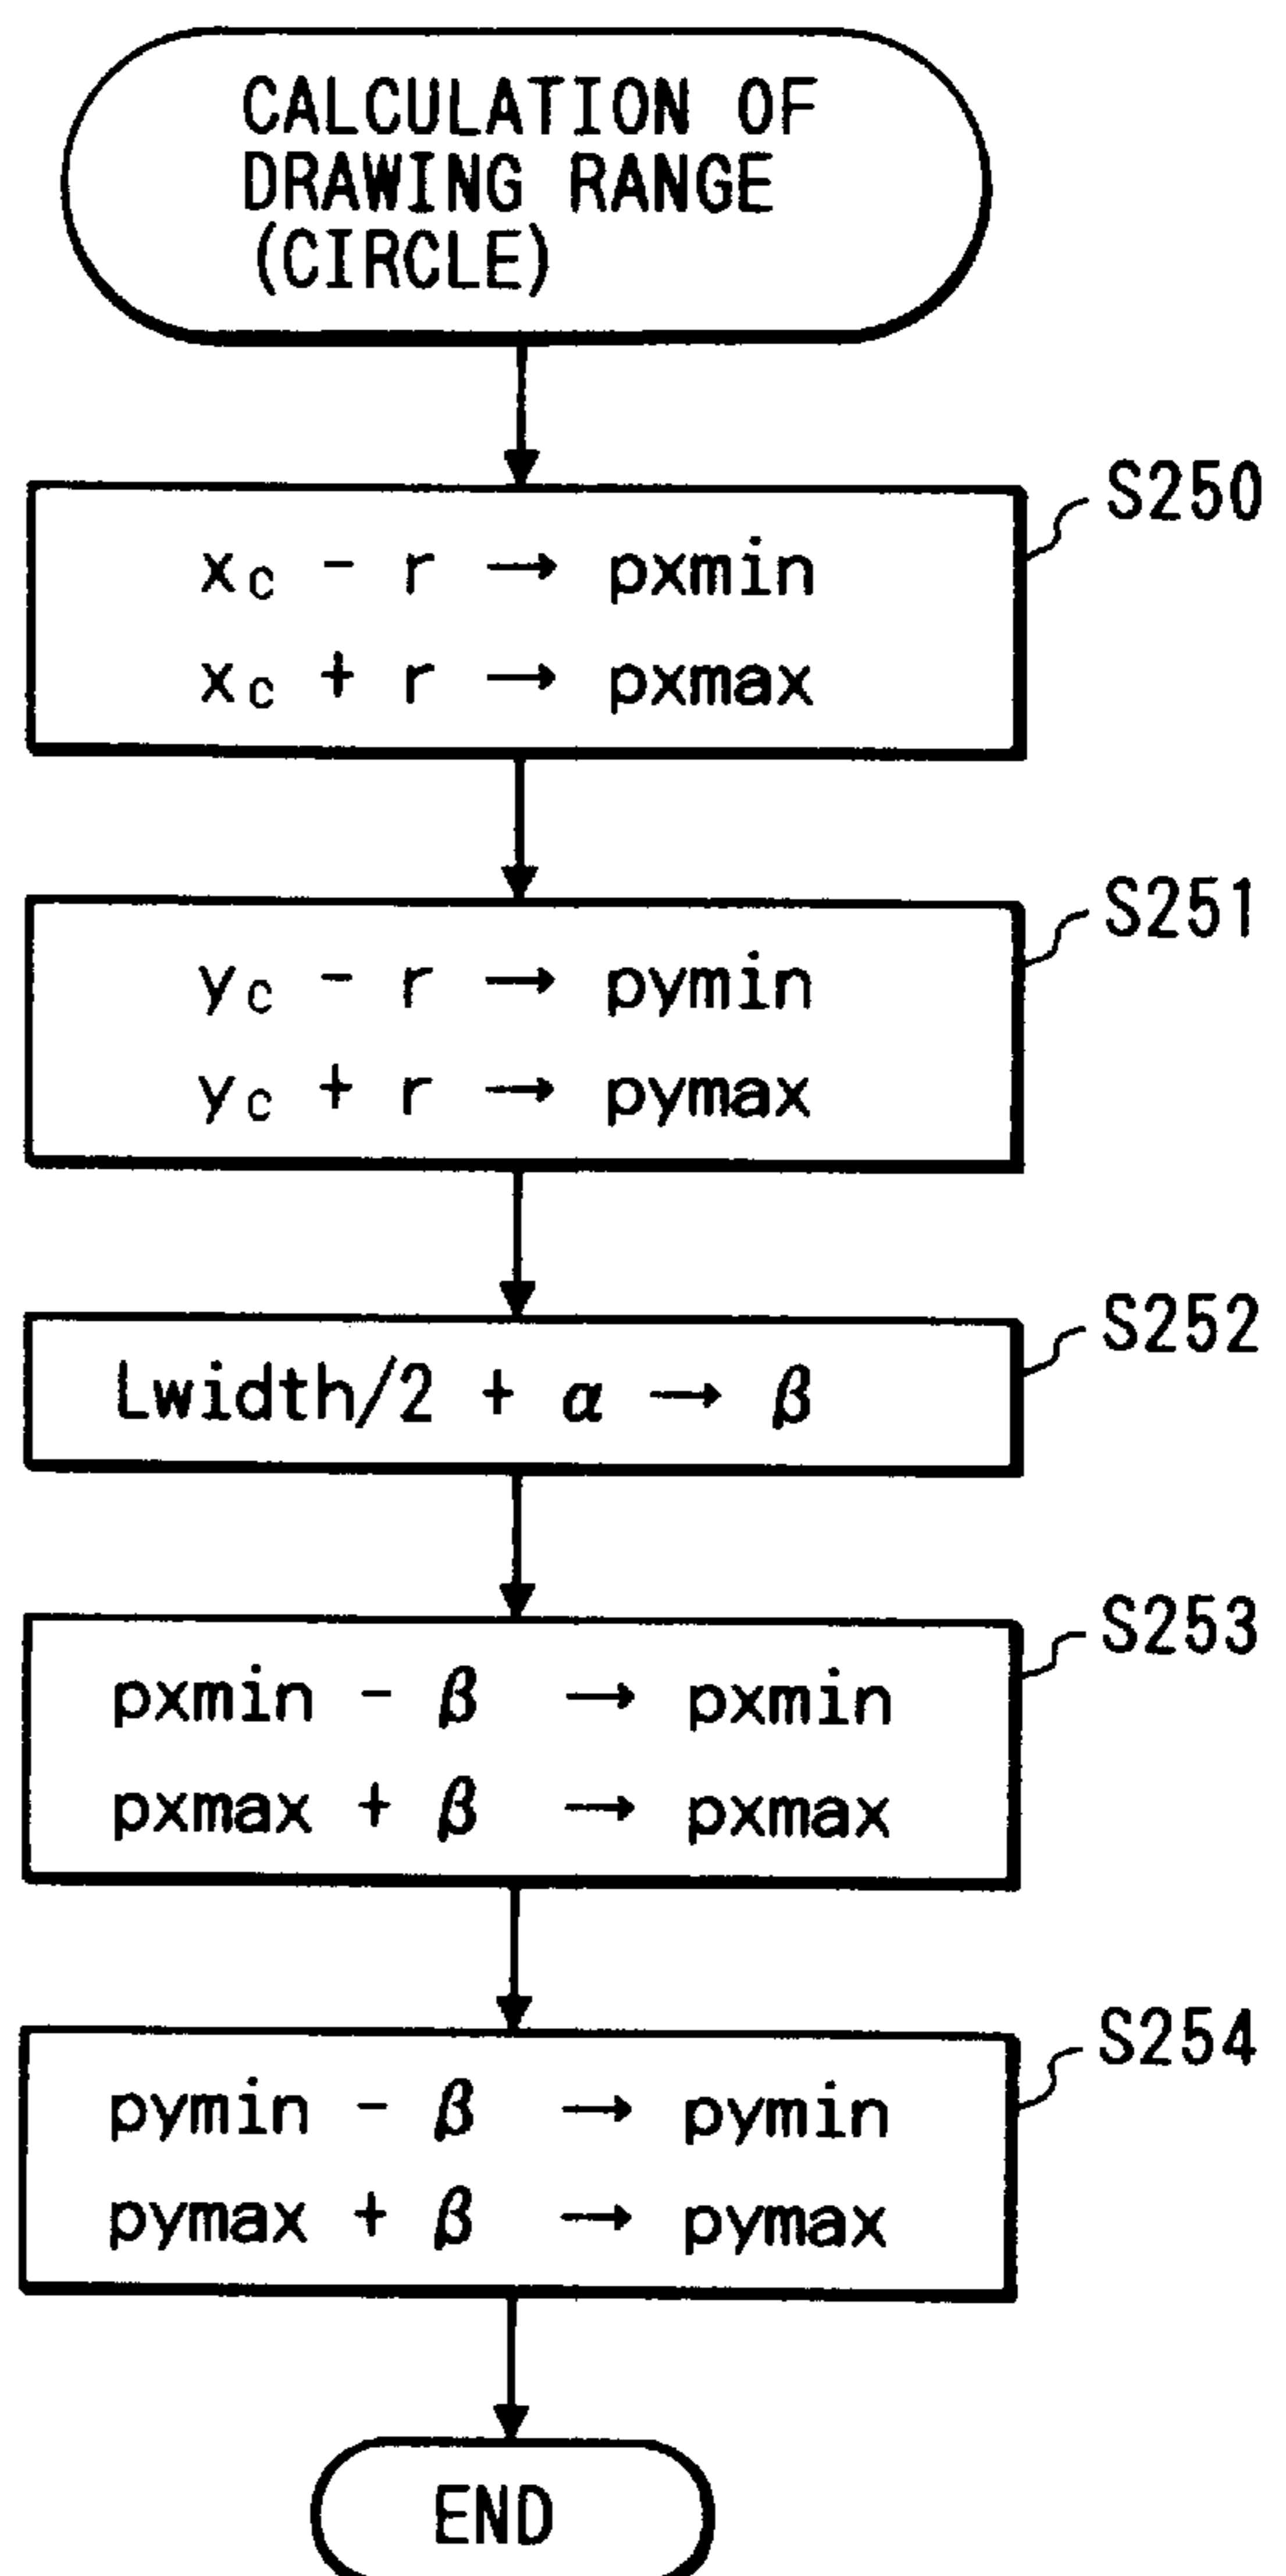 CALCULATION OF
DRAWING RANGE
(CIRCLE)
S250
xc - r → pxmin
xc + r → pxmax
S251
yc - r → pymin
yc + r → pymax
S252
Lwidth/2 + α → β
S253
pxmin - β → pxmin
pxmax + β → pxmax
S254
pymin - β → pymin
pymax + β → pymax
END